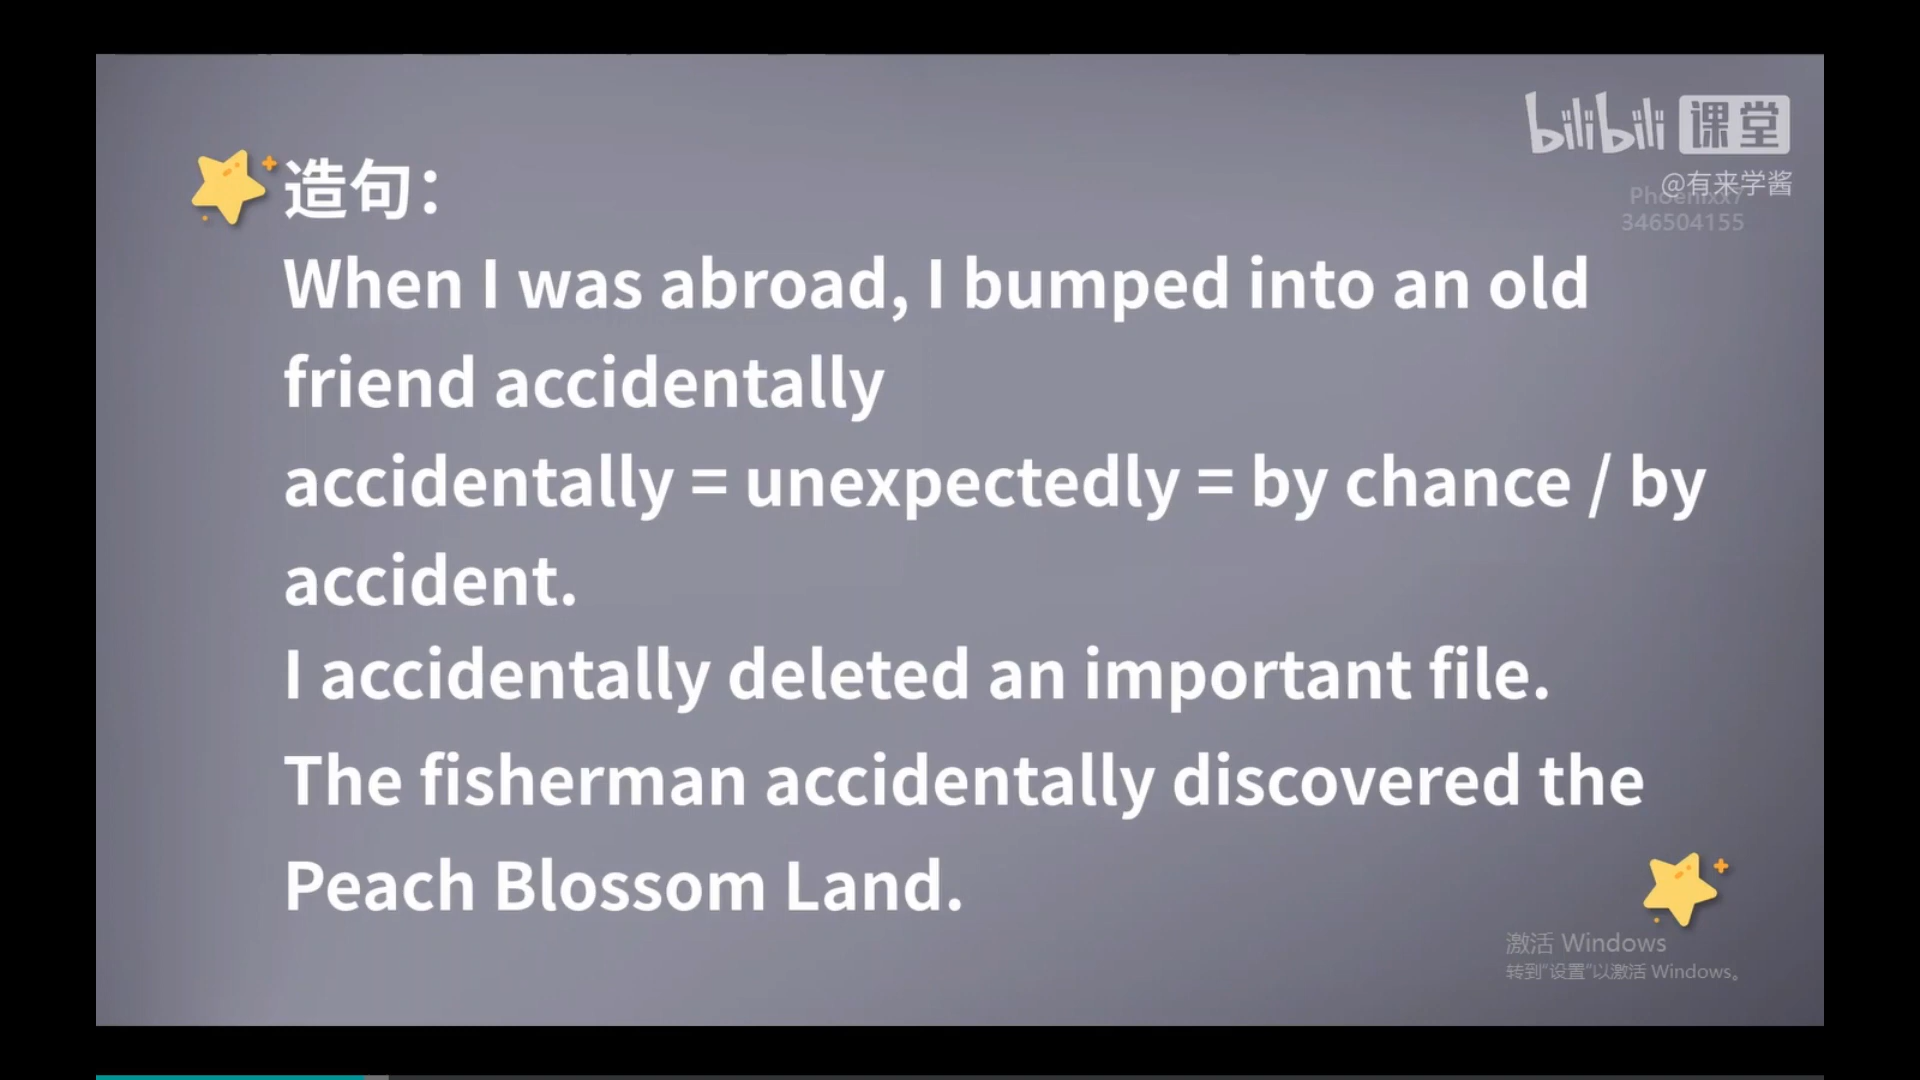 bilibili 课堂
@有来学酱
Phoenixx7
346504155
造句：
When I was abroad, I bumped into an old
friend accidentally
accidentally = unexpectedly = by chance / by
accident.
I accidentally deleted an important file.
The fisherman accidentally discovered the
Peach Blossom Land.
激活 Windows
转到"设置"以激活 Windows。